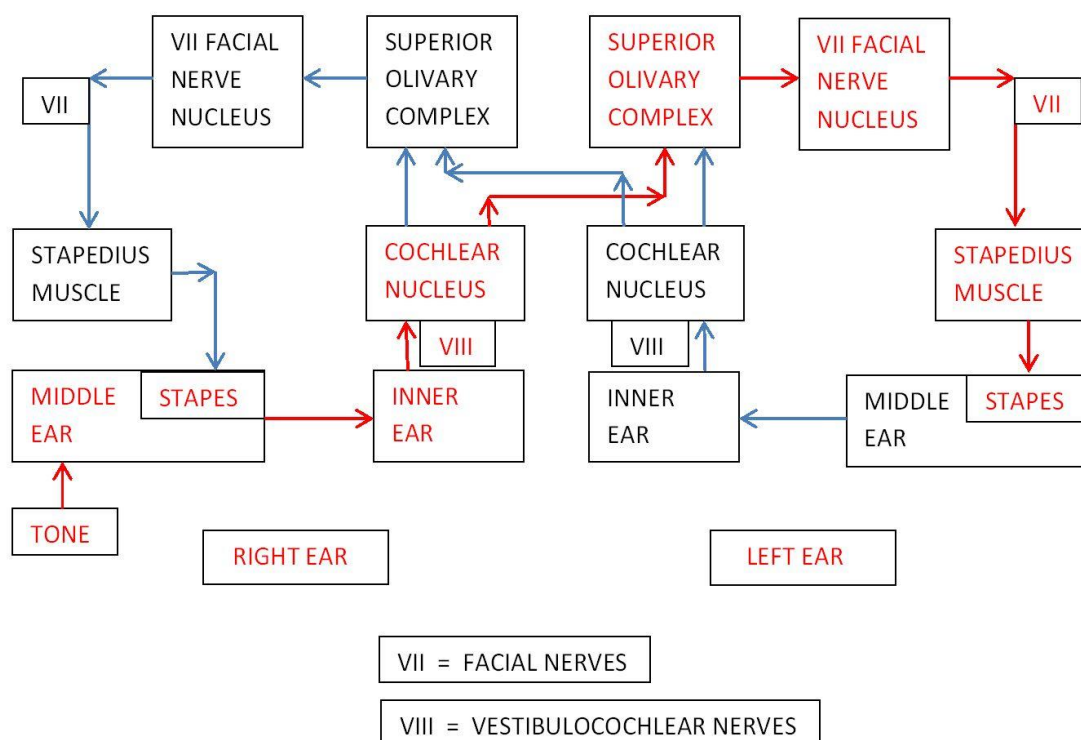 VII FACIAL
NERVE
NUCLEUS
SUPERIOR
OLIVARY
COMPLEX
SUPERIOR
OLIVARY
COMPLEX
VII FACIAL
NERVE
NUCLEUS
VII
VII
STAPEDIUS
MUSCLE
COCHLEAR
NUCLEUS
COCHLEAR
NUCLEUS
STAPEDIUS
MUSCLE
VIII
VIII
MIDDLE
EAR
STAPES
INNER
EAR
INNER
EAR
MIDDLE
EAR
STAPES
TONE
RIGHT EAR
LEFT EAR
VII = FACIAL NERVES
VIII = VESTIBULOCOCHLEAR NERVES